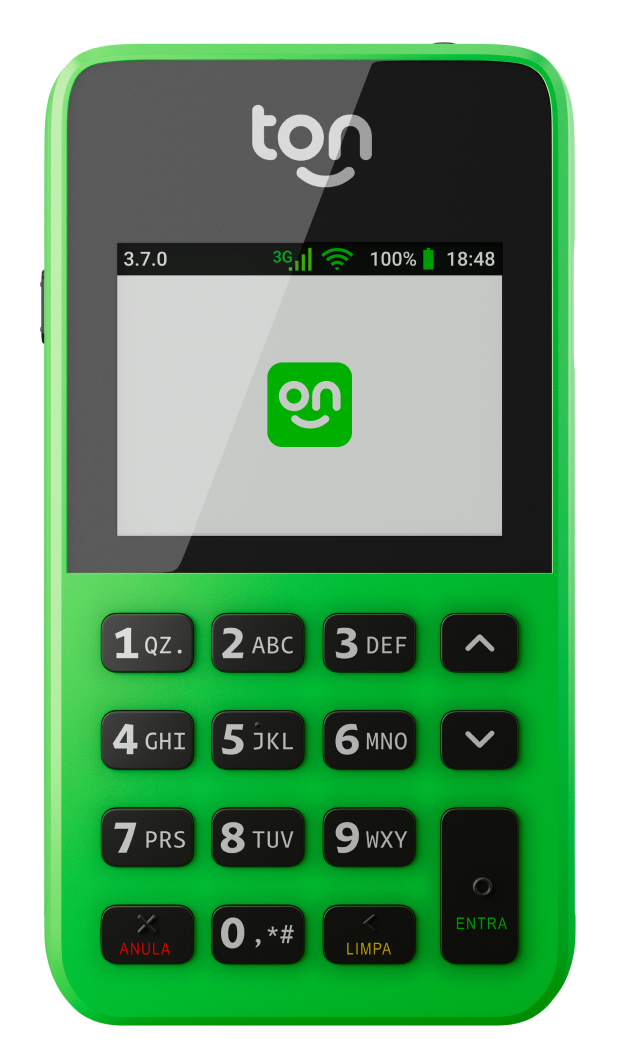 ton
3.7.0 3G 100% 18:48
on
1 QZ. 2 ABC 3 DEF
4 GHI 5 JKL 6 MNO
7 PRS 8 TUV 9 WXY
ENTRA
ANULA 0 ,*# LIMPA